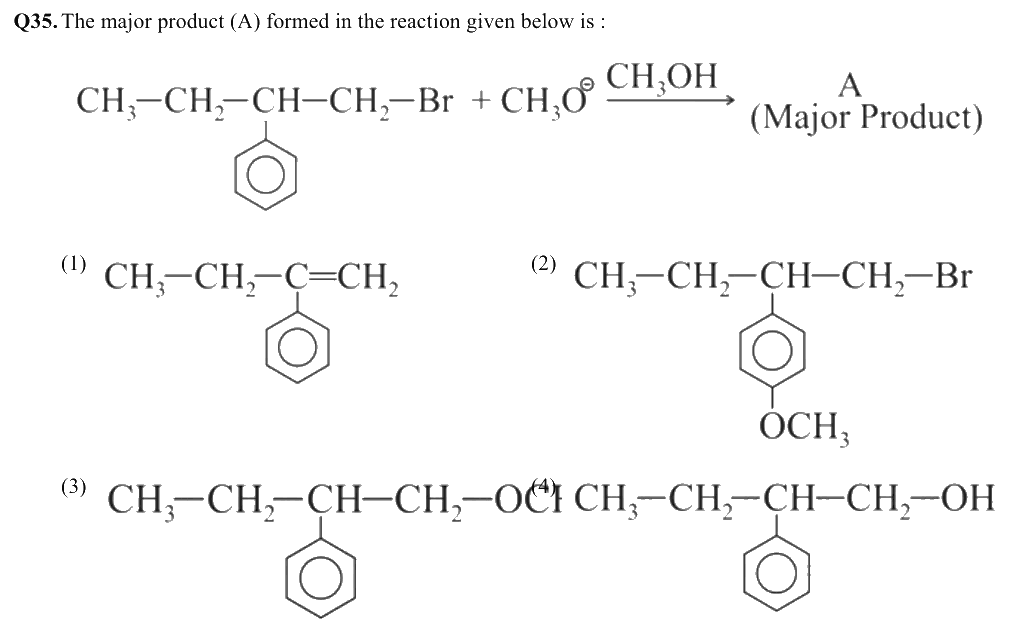 Q35. The major product (A) formed in the reaction given below is :
CH₃—CH₂—CH—CH₂—Br + CH₃O⊖ CH₃OH A
(Major Product)
(1) CH₃—CH₂—C=CH₂
(2) CH₃—CH₂—CH—CH₂—Br
OCH₃
(3) CH₃—CH₂—CH—CH₂—
(4) CH₃—CH₂—CH—CH₂—OH